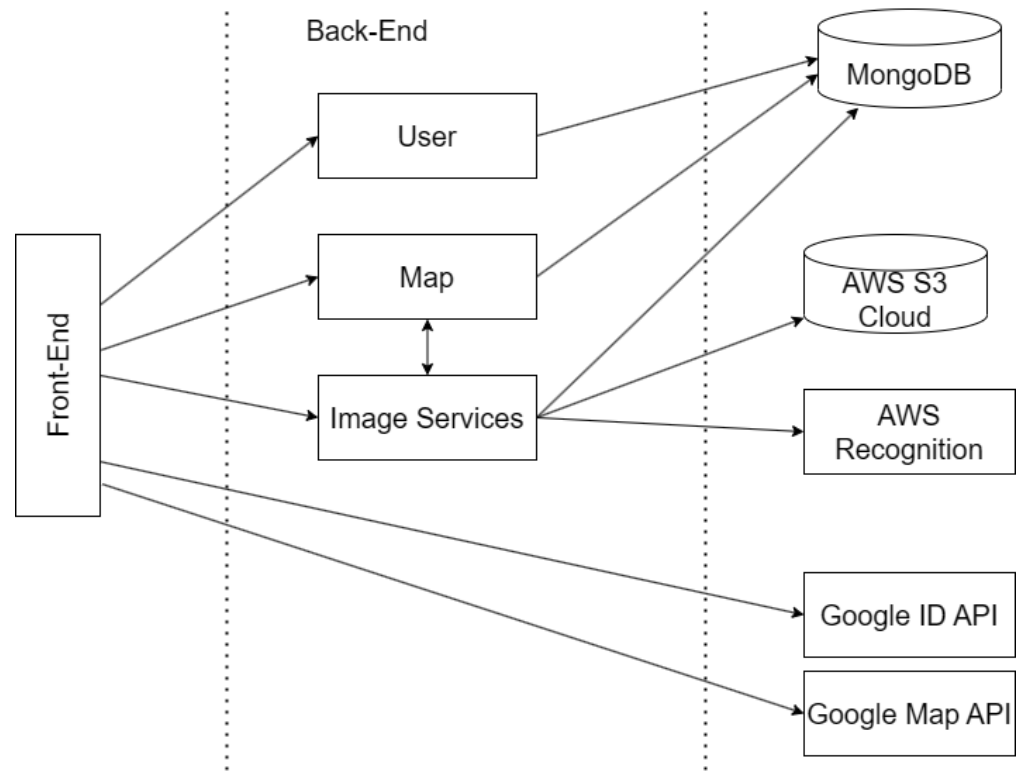 Back-End
MongoDB
User
Front-End
Map
AWS S3
Cloud
Image Services
AWS
Recognition
Google ID API
Google Map API